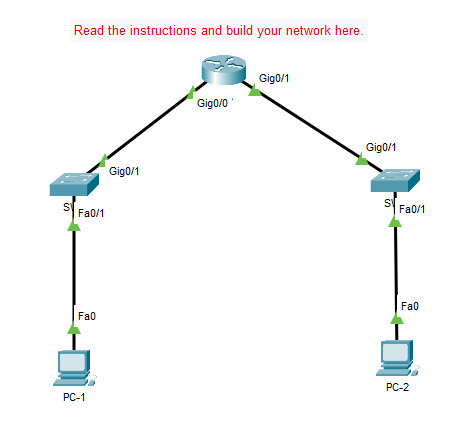 Read the instructions and build your network here.
Gig0/1
Gig0/0
Gig0/1
Gig0/1
Fa0/1
Fa0/1
Fa0
Fa0
PC-1
PC-2